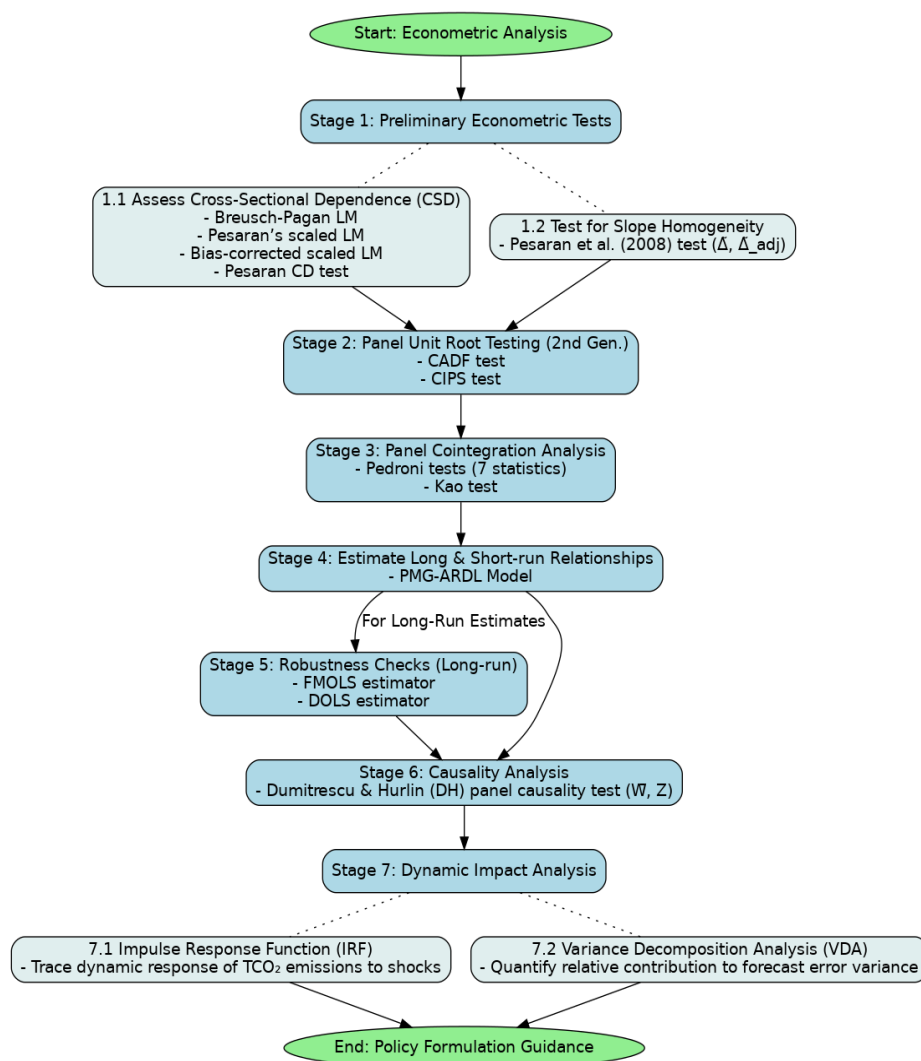 Start: Econometric Analysis
Stage 1: Preliminary Econometric Tests
1.1 Assess Cross-Sectional Dependence (CSD)
- Breusch-Pagan LM
- Pesaran’s scaled LM
- Bias-corrected scaled LM
- Pesaran CD test
1.2 Test for Slope Homogeneity
- Pesaran et al. (2008) test (Δ̃, Δ̃_adj)
Stage 2: Panel Unit Root Testing (2nd Gen.)
- CADF test
- CIPS test
Stage 3: Panel Cointegration Analysis
- Pedroni tests (7 statistics)
- Kao test
Stage 4: Estimate Long & Short-run Relationships
- PMG-ARDL Model
For Long-Run Estimates
Stage 5: Robustness Checks (Long-run)
- FMOLS estimator
- DOLS estimator
Stage 6: Causality Analysis
- Dumitrescu & Hurlin (DH) panel causality test (W̅, Z̅)
Stage 7: Dynamic Impact Analysis
7.1 Impulse Response Function (IRF)
- Trace dynamic response of TCO₂ emissions to shocks
7.2 Variance Decomposition Analysis (VDA)
- Quantify relative contribution to forecast error variance
End: Policy Formulation Guidance